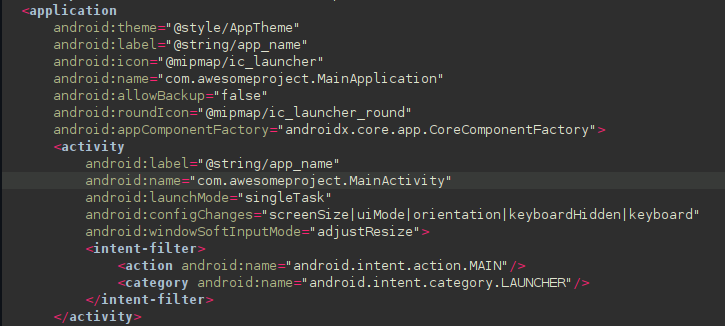 <application
android:theme="@style/AppTheme"
android:label="@string/app_name"
android:icon="@mipmap/ic_launcher"
android:name="com.awesomeproject.MainApplication"
android:allowBackup="false"
android:roundIcon="@mipmap/ic_launcher_round"
android:appComponentFactory="androidx.core.app.CoreComponentFactory">
<activity
android:label="@string/app_name"
android:name="com.awesomeproject.MainActivity"
android:launchMode="singleTask"
android:configChanges="screenSize|uiMode|orientation|keyboardHidden|keyboard"
android:windowSoftInputMode="adjustResize">
<intent-filter>
<action android:name="android.intent.action.MAIN"/>
<category android:name="android.intent.category.LAUNCHER"/>
</intent-filter>
</activity>